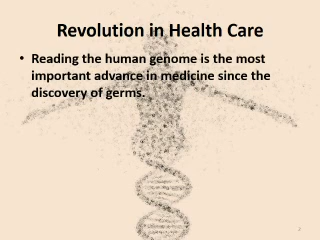 Revolution in Health Care
• Reading the human genome is the most
important advance in medicine since the
discovery of germs.
2